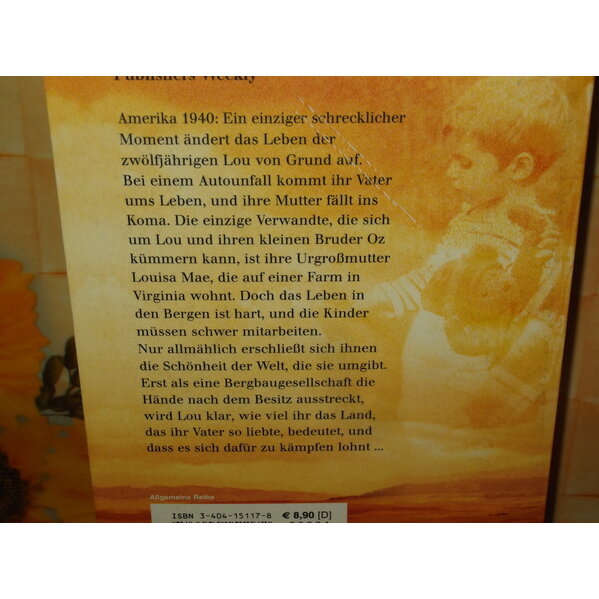 Publishers Weekly
Amerika 1940: Ein einziger schrecklicher
Moment ändert das Leben der
zwölfjährigen Lou von Grund auf.
Bei einem Autounfall kommt ihr Vater
ums Leben, und ihre Mutter fällt ins
Koma. Die einzige Verwandte, die sich
um Lou und ihren kleinen Bruder Oz
kümmern kann, ist ihre Urgroßmutter
Louisa Mae, die auf einer Farm in
Virginia wohnt. Doch das Leben in
den Bergen ist hart, und die Kinder
müssen schwer mitarbeiten.
Nur allmählich erschließt sich ihnen
die Schönheit der Welt, die sie umgibt.
Erst als eine Bergbaugesellschaft die
Hände nach dem Besitz ausstreckt,
wird Lou klar, wie viel ihr das Land,
das ihr Vater so liebte, bedeutet, und
dass es sich dafür zu kämpfen lohnt ...
Allgemeine Reihe
ISBN 3-404-15117-8 € 8,90 [D]